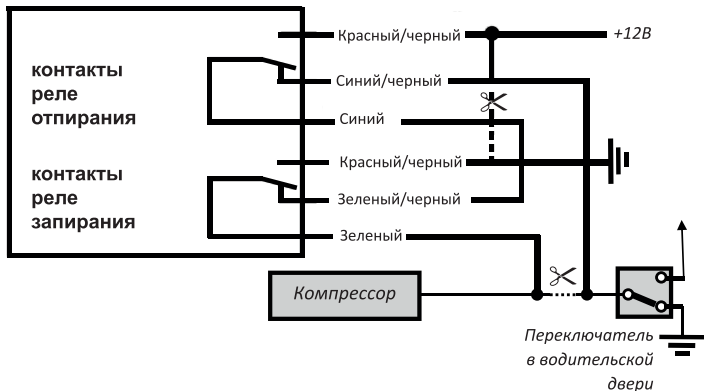 контакты
реле
отпирания
контакты
реле
запирания
Красный/черный
+12В
Синий/черный
Синий
Красный/черный
Зеленый/черный
Зеленый
Компрессор
Переключатель
в водительской
двери